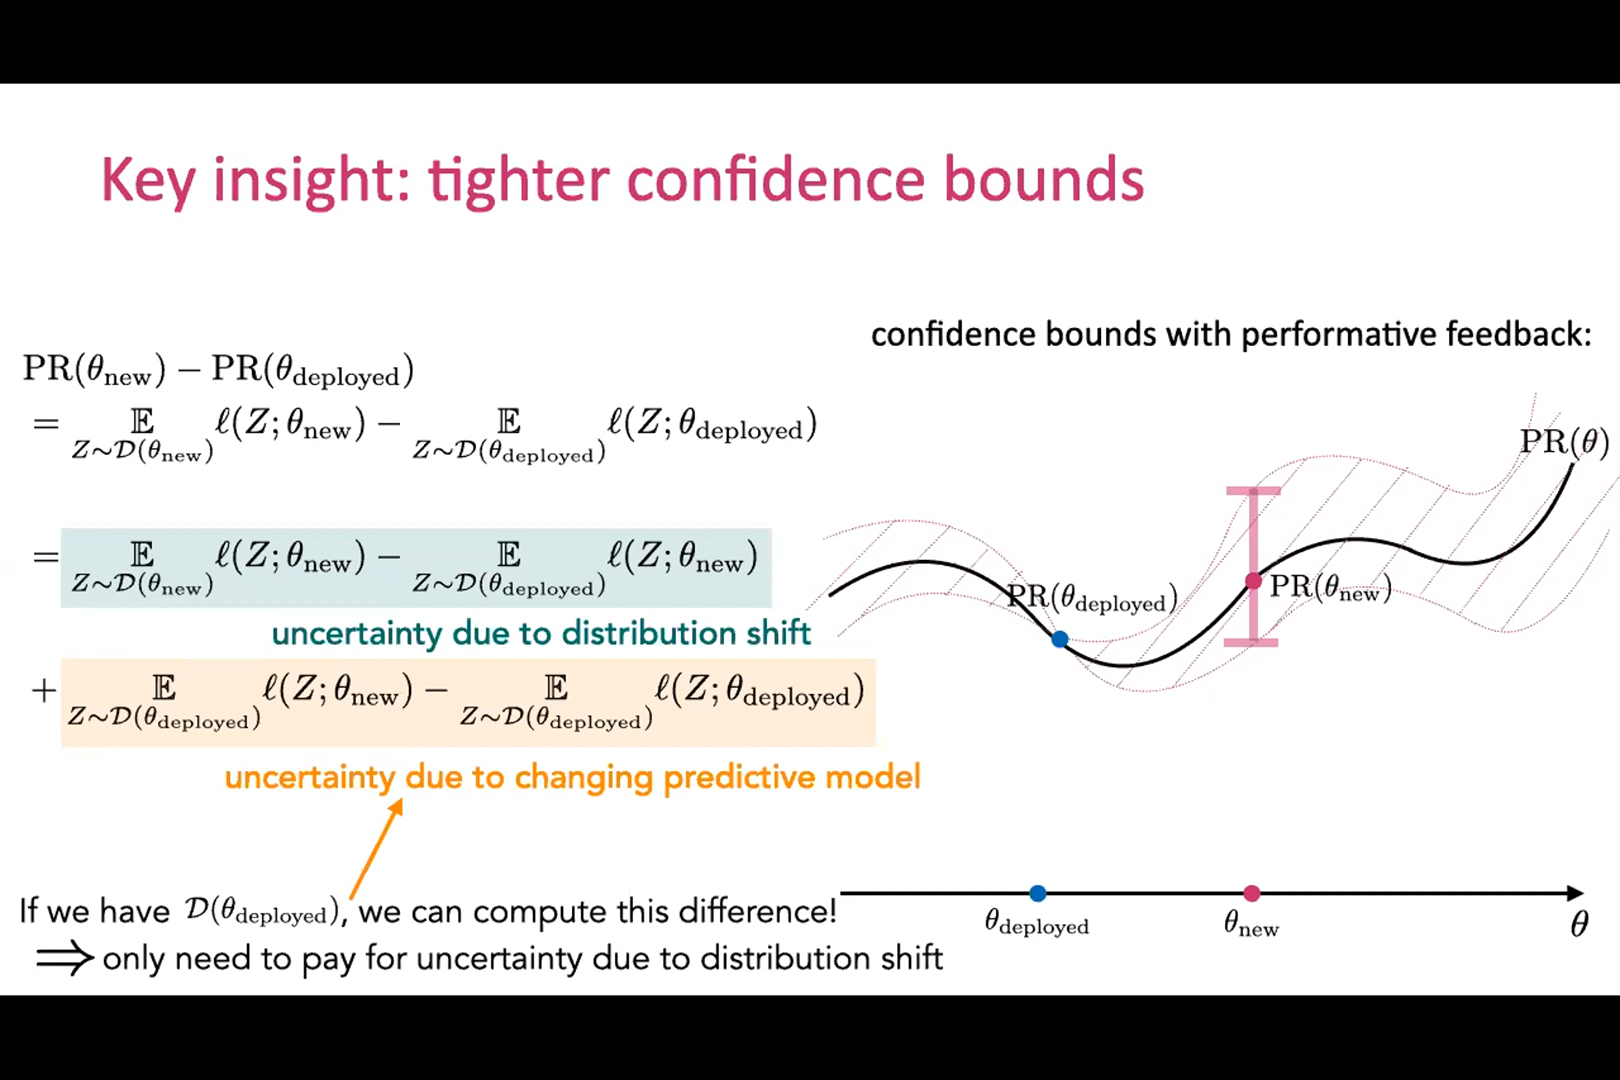 Key insight: tighter confidence bounds
PR(θ_new) − PR(θ_deployed)
= 𝔼_{Z∼𝒟(θ_new)} ℓ(Z; θ_new) − 𝔼_{Z∼𝒟(θ_deployed)} ℓ(Z; θ_deployed)
= 𝔼_{Z∼𝒟(θ_new)} ℓ(Z; θ_new) − 𝔼_{Z∼𝒟(θ_deployed)} ℓ(Z; θ_new)
uncertainty due to distribution shift
+ 𝔼_{Z∼𝒟(θ_deployed)} ℓ(Z; θ_new) − 𝔼_{Z∼𝒟(θ_deployed)} ℓ(Z; θ_deployed)
uncertainty due to changing predictive model
If we have 𝒟(θ_deployed), we can compute this difference!
⟹ only need to pay for uncertainty due to distribution shift
confidence bounds with performative feedback:
PR(θ)
PR(θ_deployed)
PR(θ_new)
θ_deployed
θ_new
θ